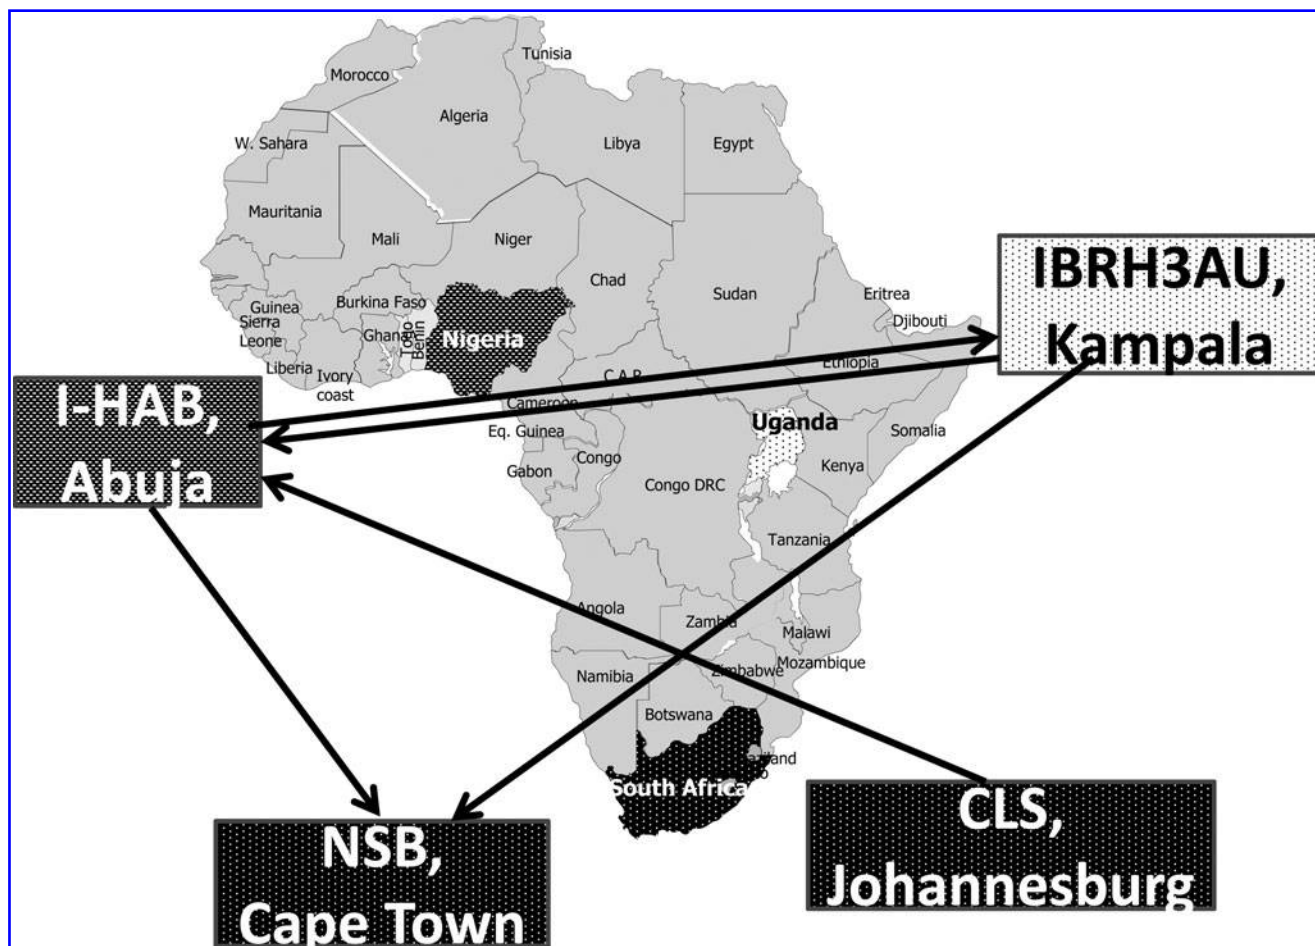 Tunisia
Morocco
Algeria
Libya
Egypt
W. Sahara
Mauritania
Mali
Niger
Chad
Sudan
Eritrea
Djibouti
IBRH3AU,
Kampala
Guinea
Burkina Faso
Sierra
Leone
Ghana
Togo
Benin
Nigeria
Liberia
Ivory
coast
Ethiopia
C.A.R
I-HAB,
Abuja
Cameroon
Eq. Guinea
Gabon
Congo
Uganda
Somalia
Kenya
Congo DRC
Tanzania
Angola
Zambia
Malawi
Mozambique
Zimbabwe
Namibia
Botswana
South Africa
NSB,
Cape Town
CLS,
Johannesburg